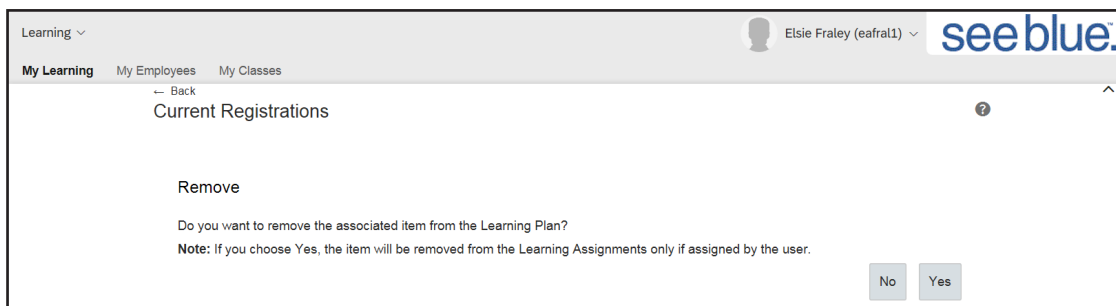 Learning
Elsie Fraley (eafral1)
see blue.™
My Learning My Employees My Classes
← Back
Current Registrations
?
Remove
Do you want to remove the associated item from the Learning Plan?
Note: If you choose Yes, the item will be removed from the Learning Assignments only if assigned by the user.
No Yes